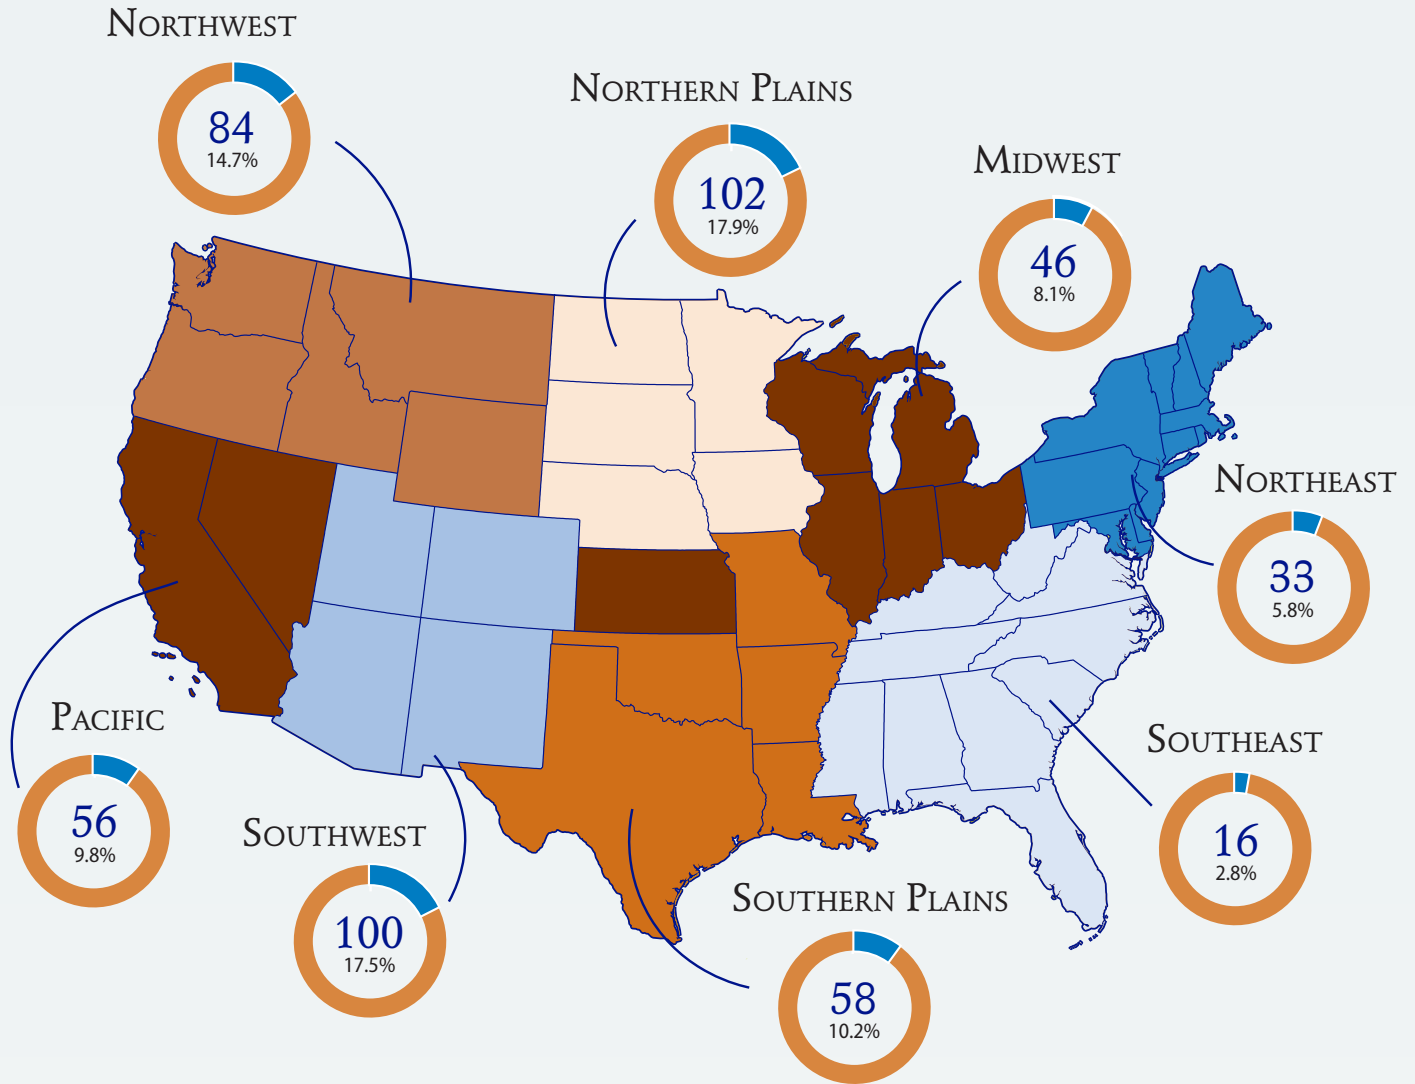 Northwest
84
14.7%
Northern Plains
102
17.9%
Midwest
46
8.1%
Northeast
33
5.8%
Pacific
56
9.8%
Southwest
100
17.5%
Southeast
16
2.8%
Southern Plains
58
10.2%